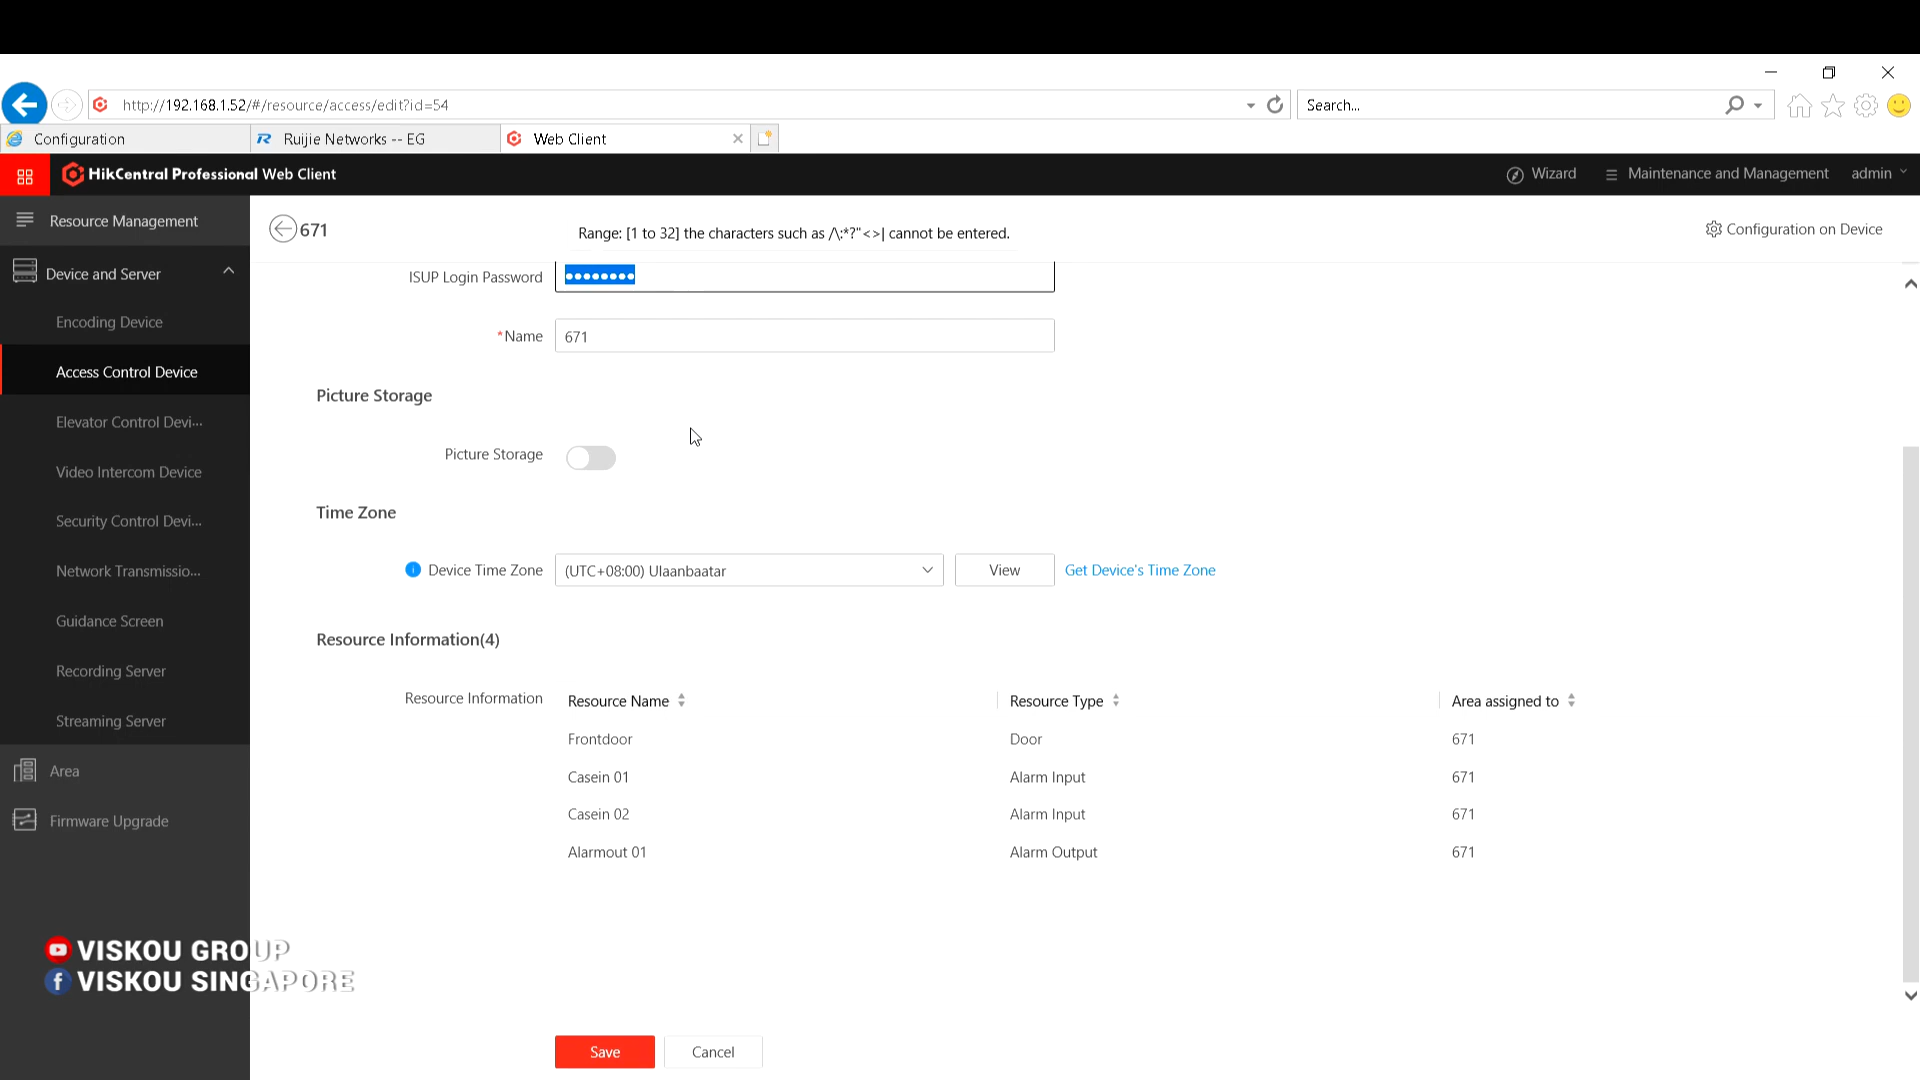 http://192.168.1.52/#/resource/access/edit?id=54
Search...
Configuration
Ruijie Networks -- EG
Web Client
HikCentral Professional Web Client
Wizard
Maintenance and Management
admin
Resource Management
671
Range: [1 to 32] the characters such as /\:*?"<>| cannot be entered.
Configuration on Device
Device and Server
ISUP Login Password
••••••••
Encoding Device
*Name
671
Access Control Device
Picture Storage
Elevator Control Devi...
Picture Storage
Video Intercom Device
Time Zone
Security Control Devi...
Device Time Zone
(UTC+08:00) Ulaanbaatar
View
Get Device's Time Zone
Network Transmissio...
Guidance Screen
Resource Information(4)
Recording Server
Resource Information
Resource Name
Resource Type
Area assigned to
Streaming Server
Frontdoor
Door
671
Area
Casein 01
Alarm Input
671
Casein 02
Alarm Input
671
Firmware Upgrade
Alarmout 01
Alarm Output
671
VISKOU GROUP
VISKOU SINGAPORE
Save
Cancel